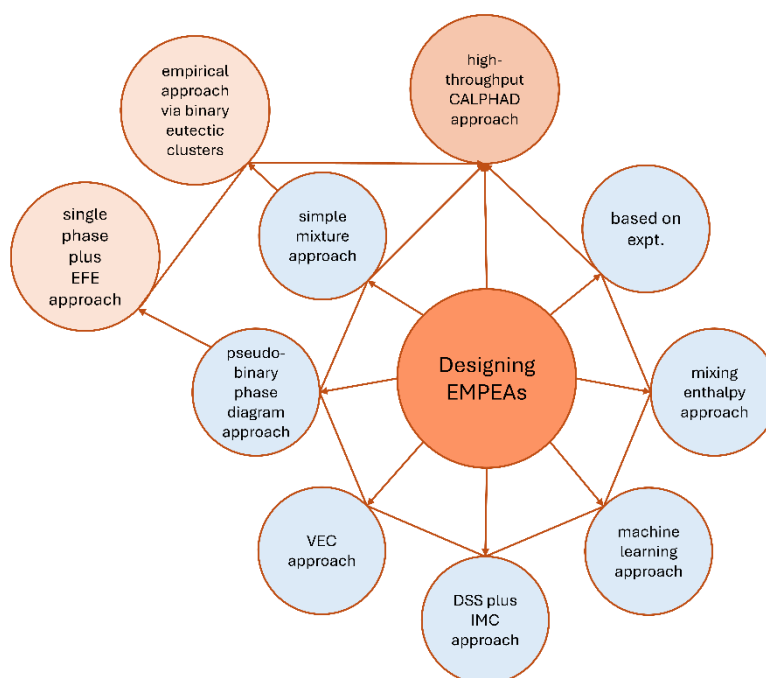 empirical
approach
via binary
eutectic
clusters
high-
throughput
CALPHAD
approach
single
phase
plus
EFE
approach
simple
mixture
approach
based on
expt.
Designing
EMPEAs
pseudo-
binary
phase
diagram
approach
mixing
enthalpy
approach
VEC
approach
machine
learning
approach
DSS plus
IMC
approach